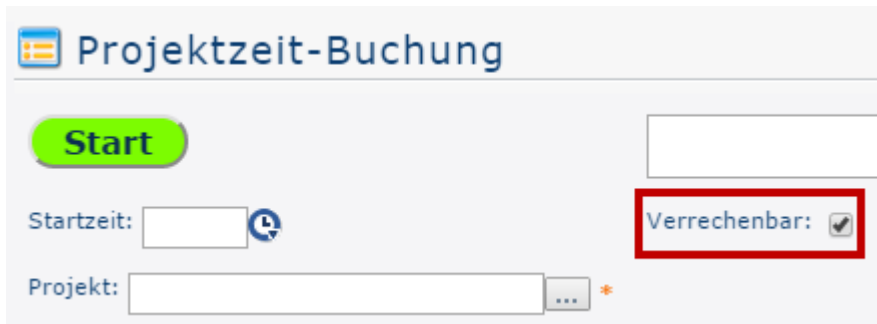 Projektzeit-Buchung
Start
Startzeit:
Verrechenbar:
Projekt: ... *